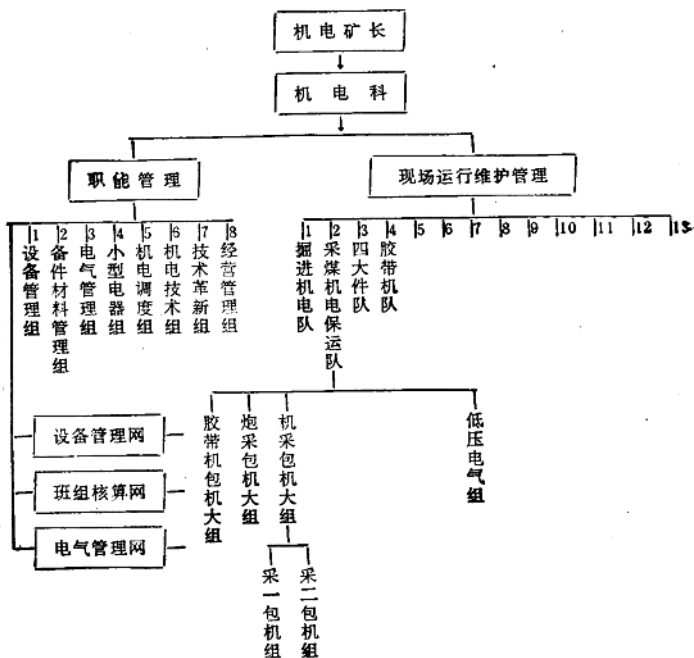 机电矿长
机电科
职能管理
现场运行维护管理
1 设备管理组
2 备件材料管理组
3 电气管理组
4 小型电器组
5 机电调度组
6 机电技术组
7 技术革新组
8 经营管理组
1 掘进机电队
2 采煤机电保运队
3 四大件队
4 胶带机队
5
6
7
8
9
10
11
12
13
设备管理网
班组核算网
电气管理网
胶带机包机大组
炮采包机大组
机采包机大组
低压电气组
采一包机组
采二包机组